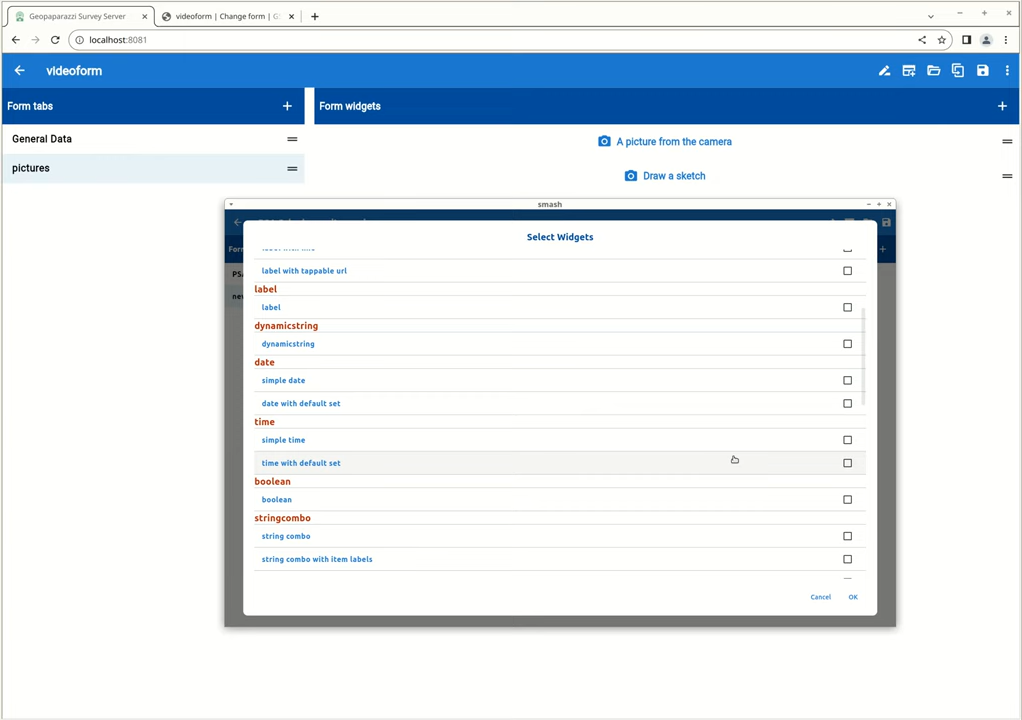 Geopaparazzi Survey Server
videoform | Change form | G
localhost:8081
videoform
Form tabs
Form widgets
General Data
A picture from the camera
pictures
Draw a sketch
smash
Select Widgets
label with tappable url
label
label
dynamicstring
dynamicstring
date
simple date
date with default set
time
simple time
time with default set
boolean
boolean
stringcombo
string combo
string combo with item labels
Cancel
OK